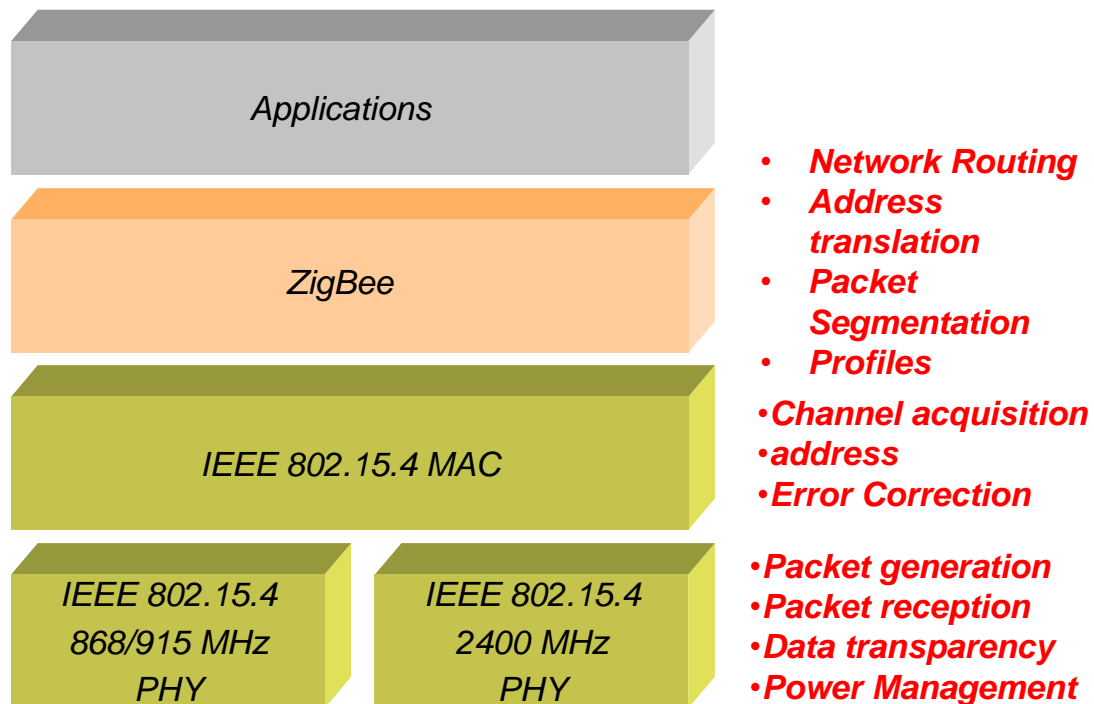 Applications
• Network Routing
• Address
translation
• Packet
Segmentation
• Profiles
ZigBee
IEEE 802.15.4 MAC
•Channel acquisition
•address
•Error Correction
IEEE 802.15.4
868/915 MHz
PHY
IEEE 802.15.4
2400 MHz
PHY
•Packet generation
•Packet reception
•Data transparency
•Power Management